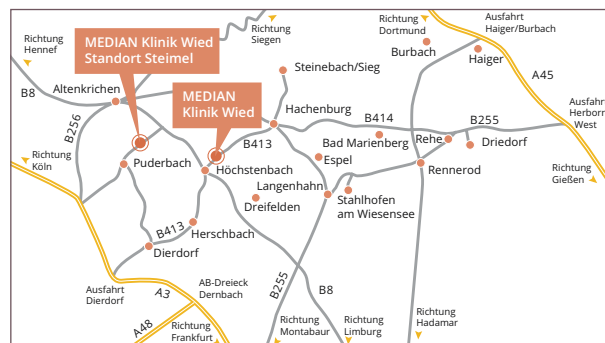 Richtung
Hennef
Richtung
Siegen
Richtung
Dortmund
Ausfahrt
Haiger/Burbach
MEDIAN Klinik Wied
Standort Steimel
Burbach
Haiger
Steinebach/Sieg
A45
B8
Altenkirchen
MEDIAN
Klinik Wied
Hachenburg
B414
B255
Ausfahrt
Herborn
West
B256
B413
Bad Marienberg
Rehe
Driedorf
Richtung
Köln
Puderbach
Höchstenbach
Espel
Rennerod
Richtung
Gießen
Langenhahn
Dreifelden
Stahlhofen
am Wiesensee
B413
Herschbach
Dierdorf
Ausfahrt
Dierdorf
A3
AB-Dreieck
Dernbach
B255
B8
A48
Richtung
Frankfurt
Richtung
Montabaur
Richtung
Limburg
Richtung
Hadamar